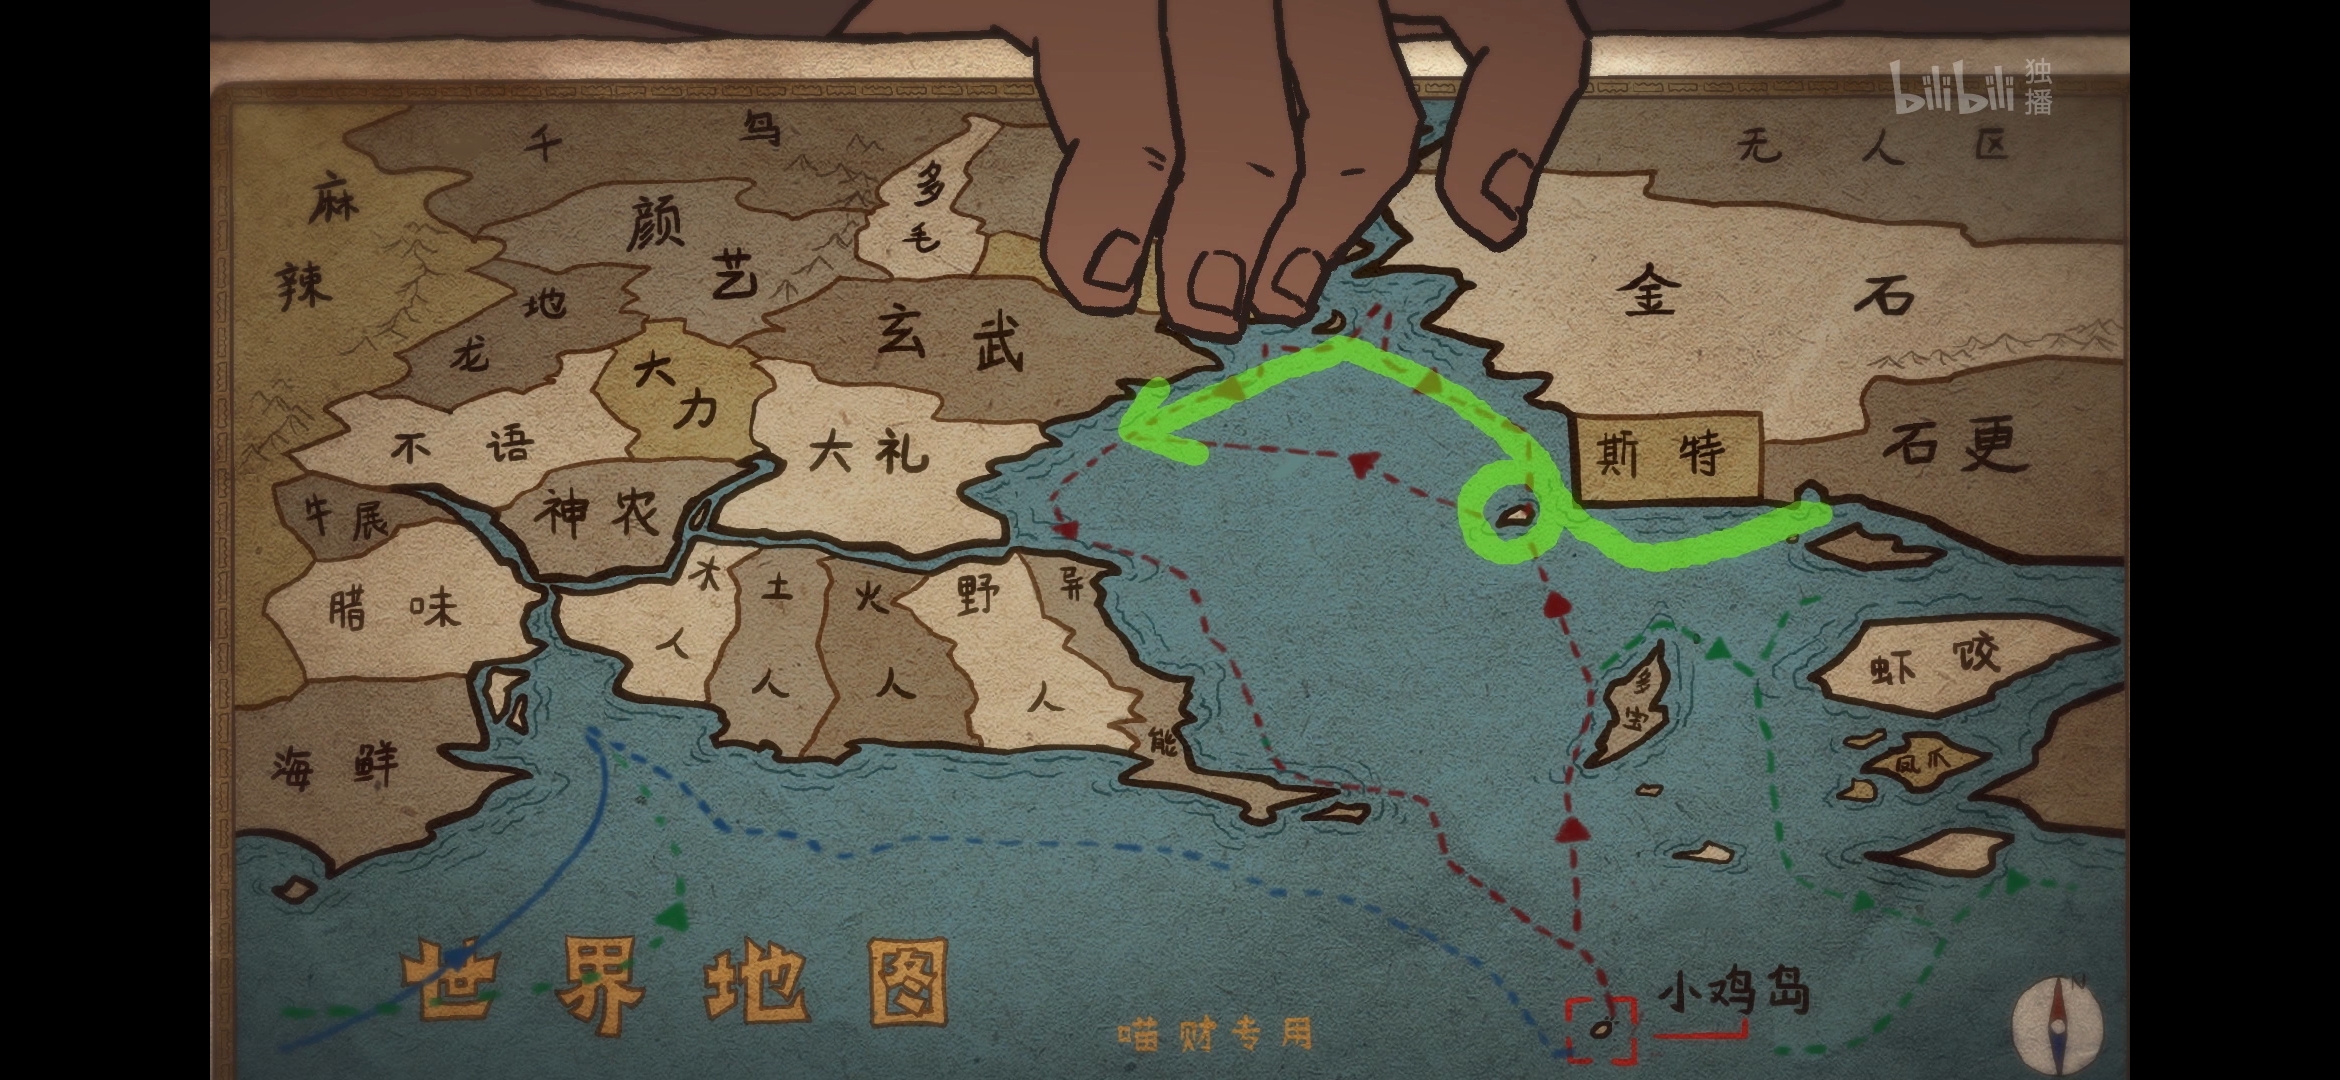 bilibili 独播
千鸟
无人区
麻辣
多毛
颜艺
地龙
玄武
金石
大力
不语
大礼
斯特
石更
牛展
神农
腊味
水人
土人
火人
野人
异能
虾饺
多宝
凤爪
海鲜
世界地图
喵财专用
小鸡岛
N